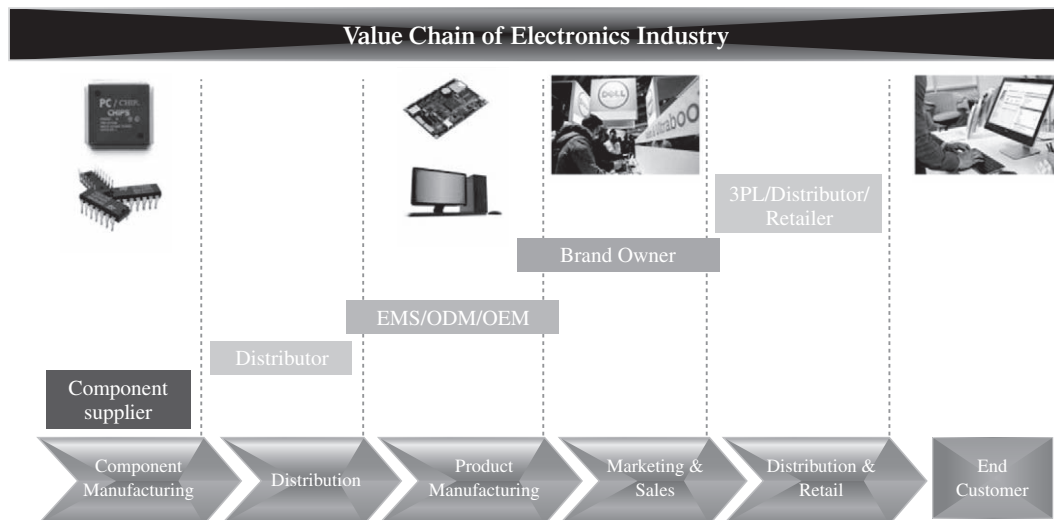 Value Chain of Electronics Industry
PC/CHIP
CHIPS
DELL
3PL/Distributor/
Retailer
Brand Owner
EMS/ODM/OEM
Distributor
Component
supplier
Component
Manufacturing
Distribution
Product
Manufacturing
Marketing &
Sales
Distribution &
Retail
End
Customer